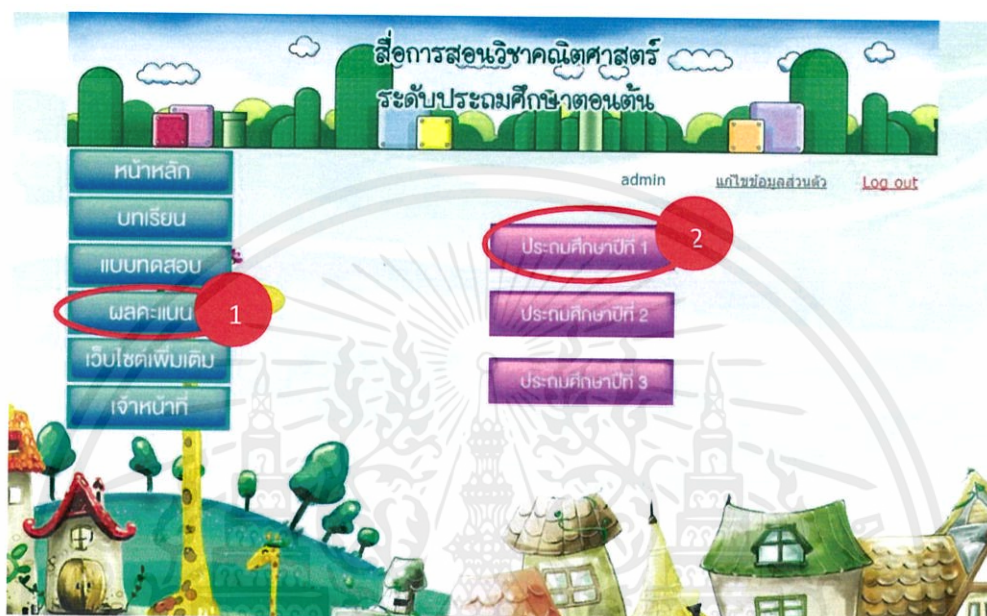 สื่อการสอนวิชาคณิตศาสตร์
ระดับประถมศึกษาตอนต้น
หน้าหลัก
admin แก้ไขข้อมูลส่วนตัว Log out
บทเรียน
ประถมศึกษาปีที่ 1 2
แบบทดสอบ
ผลคะแนน 1
ประถมศึกษาปีที่ 2
เว็บไซต์เพิ่มเติม
ประถมศึกษาปีที่ 3
เจ้าหน้าที่